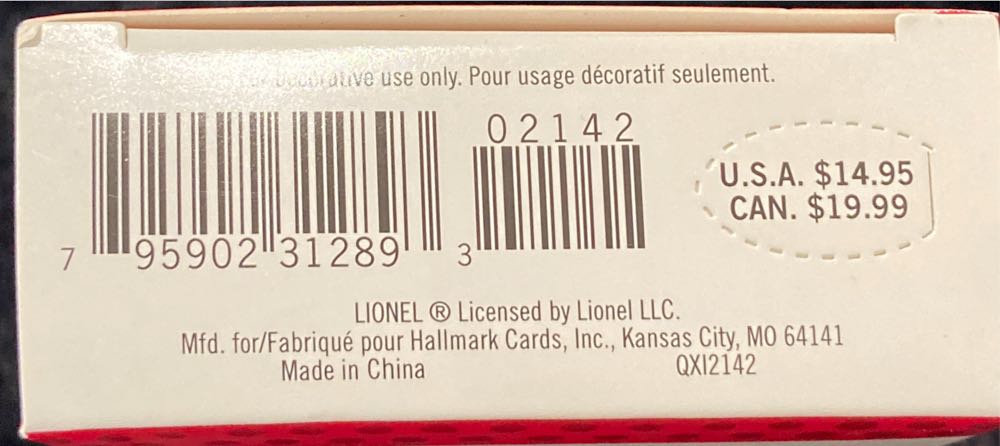 For Decorative use only. Pour usage décoratif seulement.
02142
7 95902 31289 3
U.S.A. $14.95
CAN. $19.99
LIONEL ® Licensed by Lionel LLC.
Mfd. for/Fabriqué pour Hallmark Cards, Inc., Kansas City, MO 64141
Made in China QXI2142